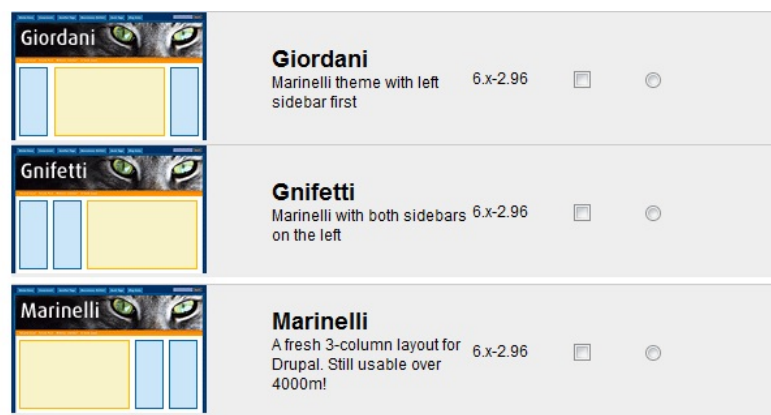 Giordani
Giordani
Marinelli theme with left
sidebar first
6.x-2.96
Gnifetti
Gnifetti
Marinelli with both sidebars
on the left
6.x-2.96
Marinelli
Marinelli
A fresh 3-column layout for
Drupal. Still usable over
4000m!
6.x-2.96